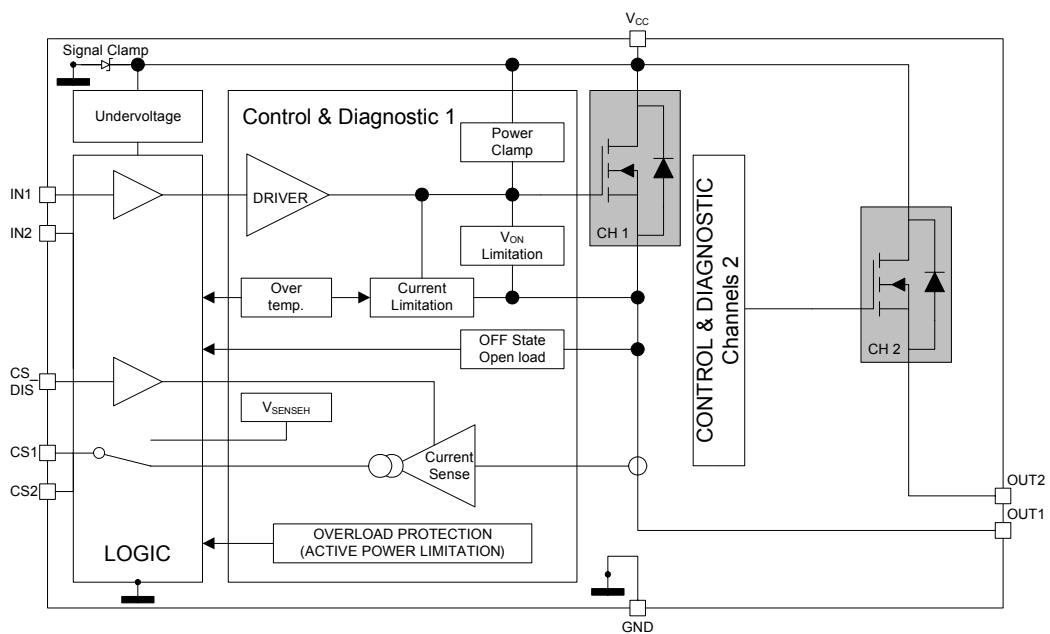 VCC
Signal Clamp
Undervoltage
Control & Diagnostic 1
Power
Clamp
IN1
DRIVER
IN2
CH 1
VON
Limitation
CONTROL & DIAGNOSTIC
Channels 2
Over
temp.
Current
Limitation
OFF State
Open load
CH 2
CS_
DIS
VSENSEH
CS1
Current
Sense
CS2
OUT2
OUT1
OVERLOAD PROTECTION
(ACTIVE POWER LIMITATION)
LOGIC
GND